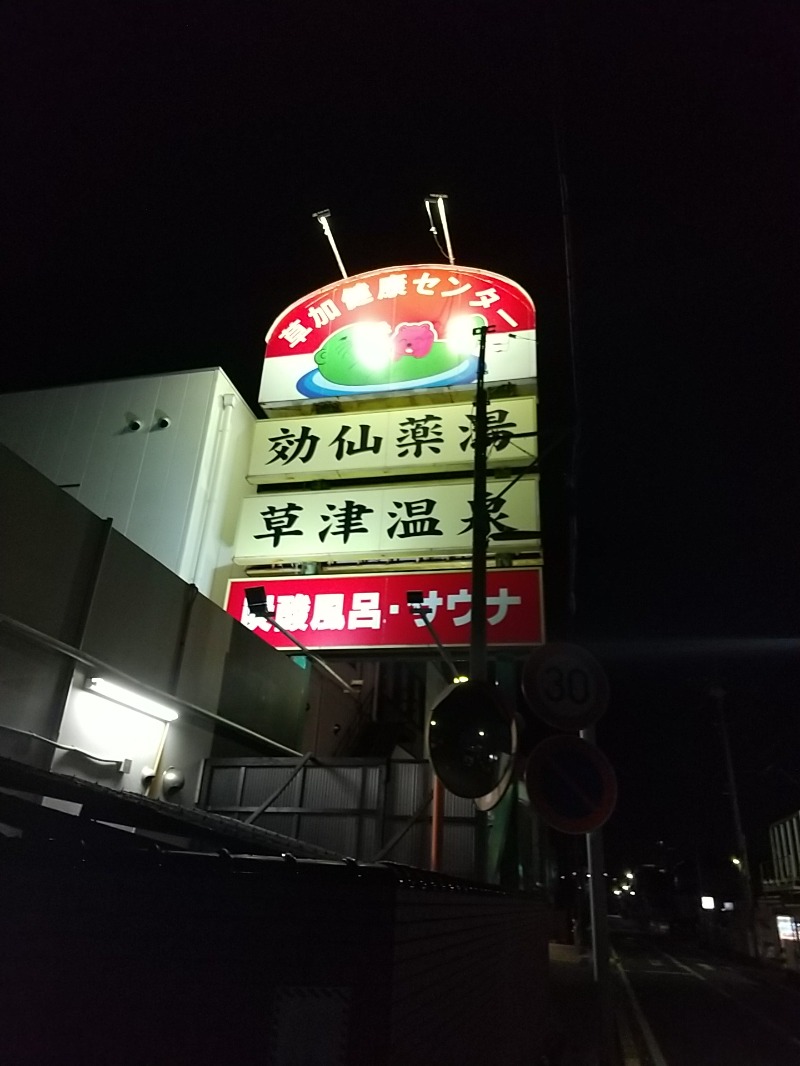 草加健康センター
効仙薬湯
草津温泉
炭酸風呂・サウナ
30